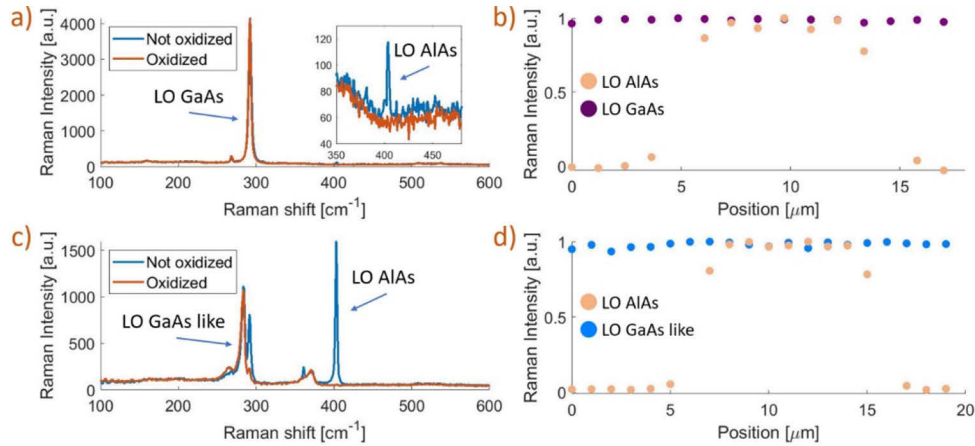 a)
Raman Intensity [a.u.]
4000
3000
2000
1000
0
Not oxidized
Oxidized
LO GaAs
120
100
80
60
40
LO AlAs
350
400
450
100
200
300
400
500
600
Raman shift [cm⁻¹]
b)
Raman Intensity [a.u.]
1
0.5
0
LO AlAs
LO GaAs
0
5
10
15
Position [μm]
c)
Raman Intensity [a.u.]
1500
1000
500
0
Not oxidized
Oxidized
LO AlAs
LO GaAs like
100
200
300
400
500
600
Raman shift [cm⁻¹]
d)
Raman Intensity [a.u.]
1
0.5
0
LO AlAs
LO GaAs like
0
5
10
15
20
Position [μm]